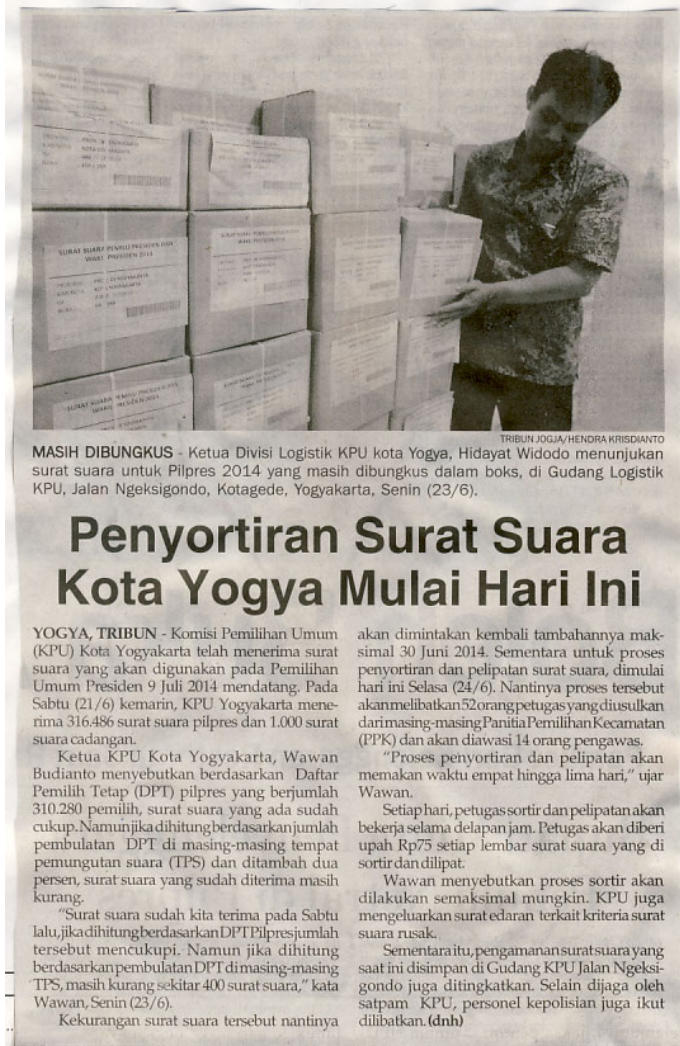 SURAT SUARA PEMILU PRESIDEN DAN
WAKIL PRESIDEN 2014
TRIBUN JOGJA/HENDRA KRISDIANTO
MASIH DIBUNGKUS - Ketua Divisi Logistik KPU kota Yogya, Hidayat Widodo menunjukan
surat suara untuk Pilpres 2014 yang masih dibungkus dalam boks, di Gudang Logistik
KPU, Jalan Ngeksigondo, Kotagede, Yogyakarta, Senin (23/6).
Penyortiran Surat Suara
Kota Yogya Mulai Hari Ini
YOGYA, TRIBUN - Komisi Pemilihan Umum
(KPU) Kota Yogyakarta telah menerima surat
suara yang akan digunakan pada Pemilihan
Umum Presiden 9 Juli 2014 mendatang. Pada
Sabtu (21/6) kemarin, KPU Yogyakarta mene-
rima 316.486 surat suara pilpres dan 1.000 surat
suara cadangan.
Ketua KPU Kota Yogyakarta, Wawan
Budianto menyebutkan berdasarkan Daftar
Pemilih Tetap (DPT) pilpres yang berjumlah
310.280 pemilih, surat suara yang ada sudah
cukup. Namun jika dihitung berdasarkan jumlah
pembulatan DPT di masing-masing tempat
pemungutan suara (TPS) dan ditambah dua
persen, surat suara yang sudah diterima masih
kurang.
"Surat suara sudah kita terima pada Sabtu
lalu, jika dihitung berdasarkan DPT Pilpres jumlah
tersebut mencukupi. Namun jika dihitung
berdasarkan pembulatan DPT di masing-masing
TPS, masih kurang sekitar 400 surat suara," kata
Wawan, Senin (23/6).
Kekurangan surat suara tersebut nantinya
akan dimintakan kembali tambahannya mak-
simal 30 Juni 2014. Sementara untuk proses
penyortiran dan pelipatan surat suara, dimulai
hari ini Selasa (24/6). Nantinya proses tersebut
akan melibatkan 52 orang petugas yang diusulkan
dari masing-masing Panitia Pemilihan Kecamatan
(PPK) dan akan diawasi 14 orang pengawas.
"Proses penyortiran dan pelipatan akan
memakan waktu empat hingga lima hari," ujar
Wawan.
Setiap hari, petugas sortir dan pelipatan akan
bekerja selama delapan jam. Petugas akan diberi
upah Rp75 setiap lembar surat suara yang di
sortir dan dilipat.
Wawan menyebutkan proses sortir akan
dilakukan semaksimal mungkin. KPU juga
mengeluarkan surat edaran terkait kriteria surat
suara rusak.
Sementara itu, pengamanan surat suara yang
saat ini disimpan di Gudang KPU Jalan Ngeksi-
gondo juga ditingkatkan. Selain dijaga oleh
satpam KPU, personel kepolisian juga ikut
dilibatkan. (dnh)